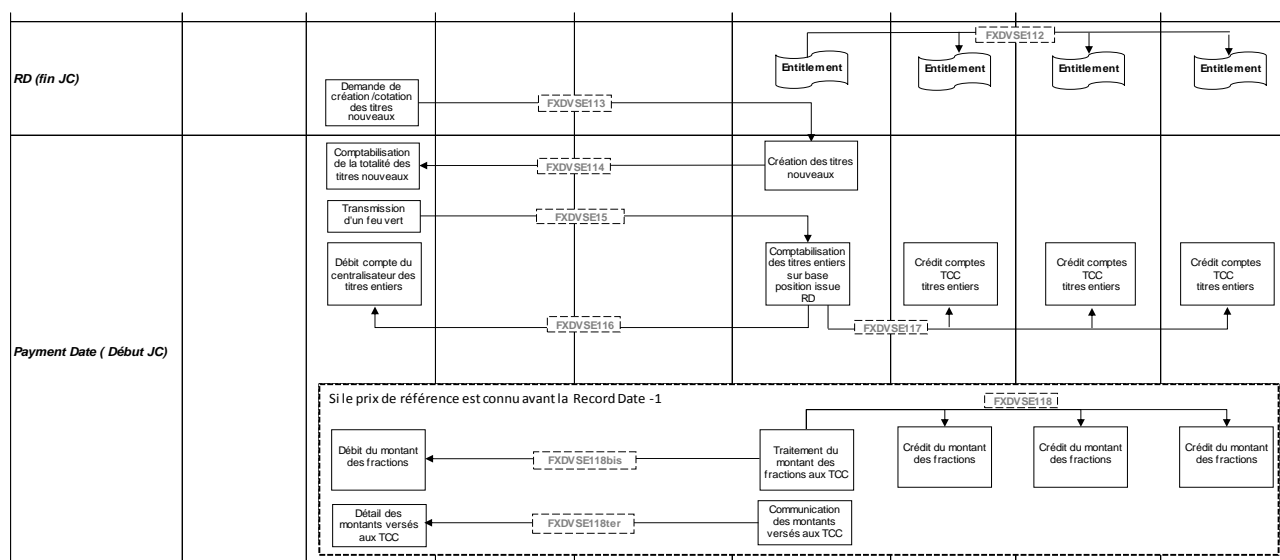 FXDVSE112
Entitlement
Entitlement
Entitlement
Entitlement
RD (fin JC)
Demande de
création /cotation
des titres
nouveaux
FXDVSE113
Comptabilisation
de la totalité des
titres nouveaux
FXDVSE114
Création des titres
nouveaux
Transmission
d'un feu vert
FXDVSE15
Débit compte du
centralisateur des
titres entiers
Comptabilisation
des titres entiers
sur base
position issue
RD
Crédit comptes
TCC
titres entiers
Crédit comptes
TCC
titres entiers
Crédit comptes
TCC
titres entiers
FXDVSE116
FXDVSE117
Payment Date ( Début JC)
Si le prix de référence est connu avant la Record Date -1
FXDVSE118
Débit du montant
des fractions
FXDVSE118bis
Traitement du
montant des
fractions aux TCC
Crédit du montant
des fractions
Crédit du montant
des fractions
Crédit du montant
des fractions
Détail des
montants versés
aux TCC
FXDVSE118ter
Communication
des montants
versés aux TCC